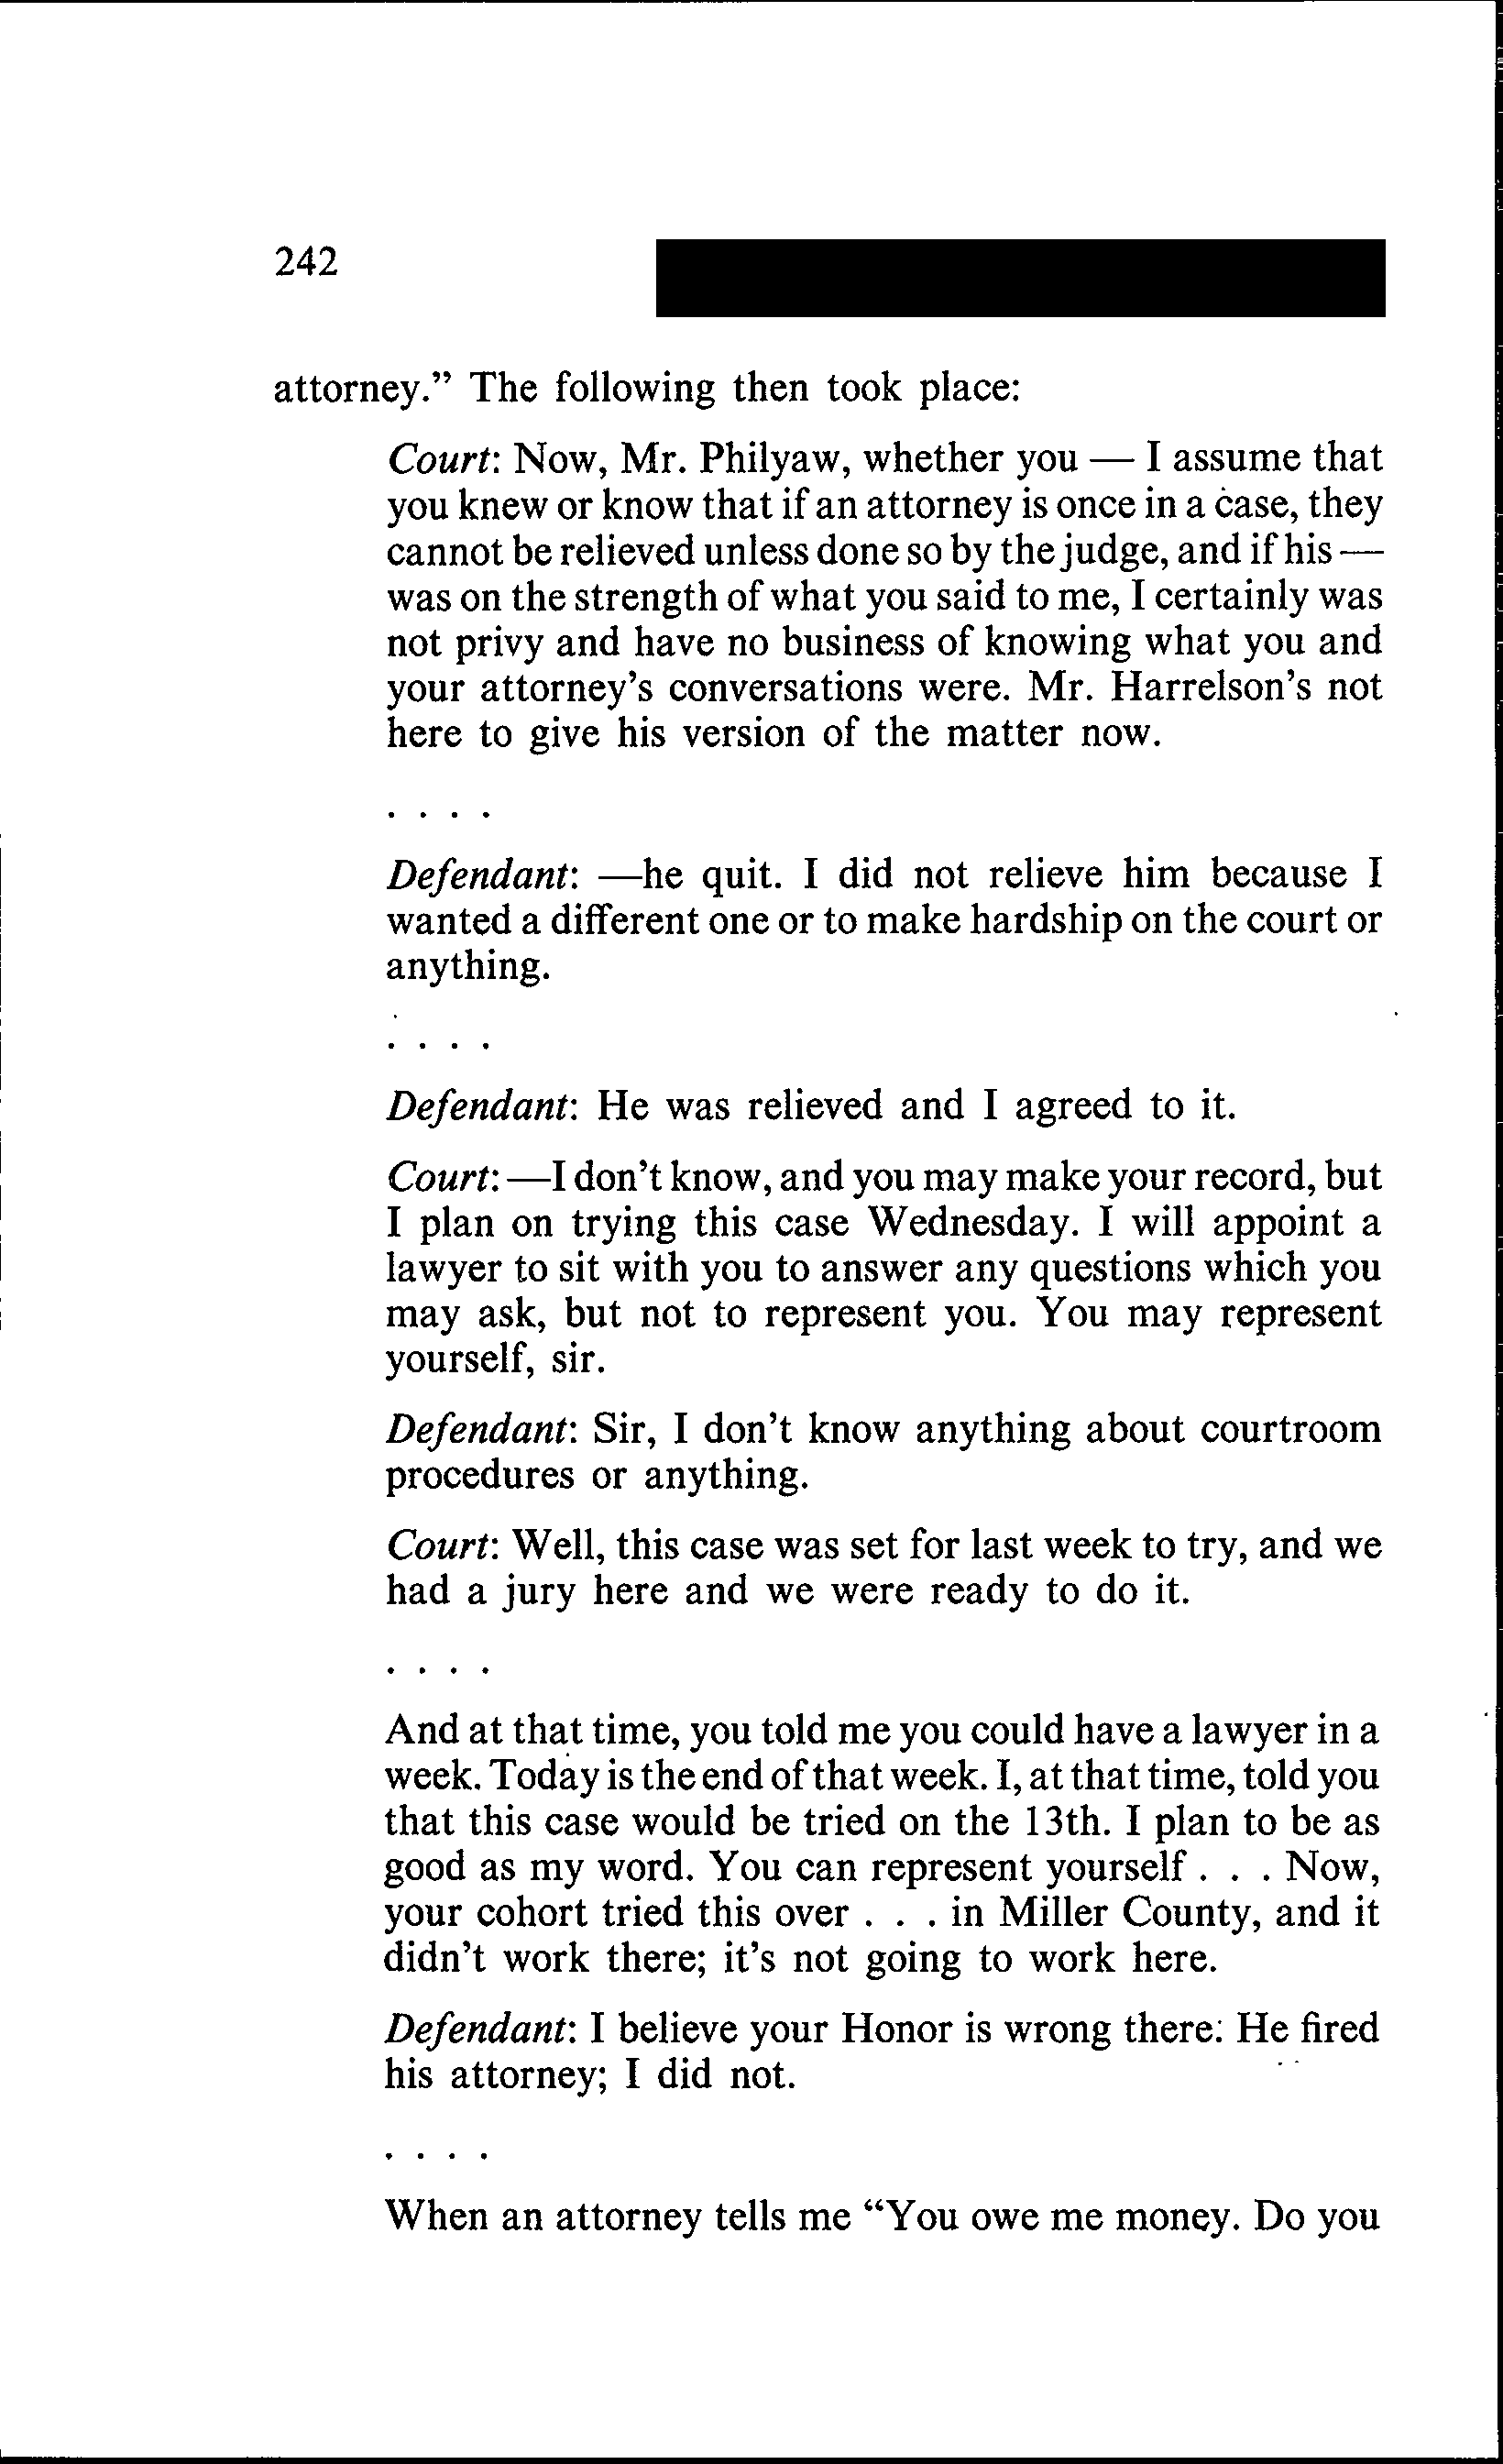 242
attorney.” The following then took place:
Court: Now, Mr. Philyaw, whether you — I assume that
you knew or know that if an attorney is once in a case, they
cannot be relieved unless done so by the judge, and if his —
was on the strength of what you said to me, I certainly was
not privy and have no business of knowing what you and
your attorney’s conversations were. Mr. Harrelson’s not
here to give his version of the matter now.
. . . .
Defendant: —he quit. I did not relieve him because I
wanted a different one or to make hardship on the court or
anything.
. . . .
Defendant: He was relieved and I agreed to it.
Court: —I don’t know, and you may make your record, but
I plan on trying this case Wednesday. I will appoint a
lawyer to sit with you to answer any questions which you
may ask, but not to represent you. You may represent
yourself, sir.
Defendant: Sir, I don’t know anything about courtroom
procedures or anything.
Court: Well, this case was set for last week to try, and we
had a jury here and we were ready to do it.
. . . .
And at that time, you told me you could have a lawyer in a
week. Today is the end of that week. I, at that time, told you
that this case would be tried on the 13th. I plan to be as
good as my word. You can represent yourself . . . Now,
your cohort tried this over . . . in Miller County, and it
didn’t work there; it’s not going to work here.
Defendant: I believe your Honor is wrong there: He fired
his attorney; I did not.
. . . .
When an attorney tells me “You owe me money. Do you